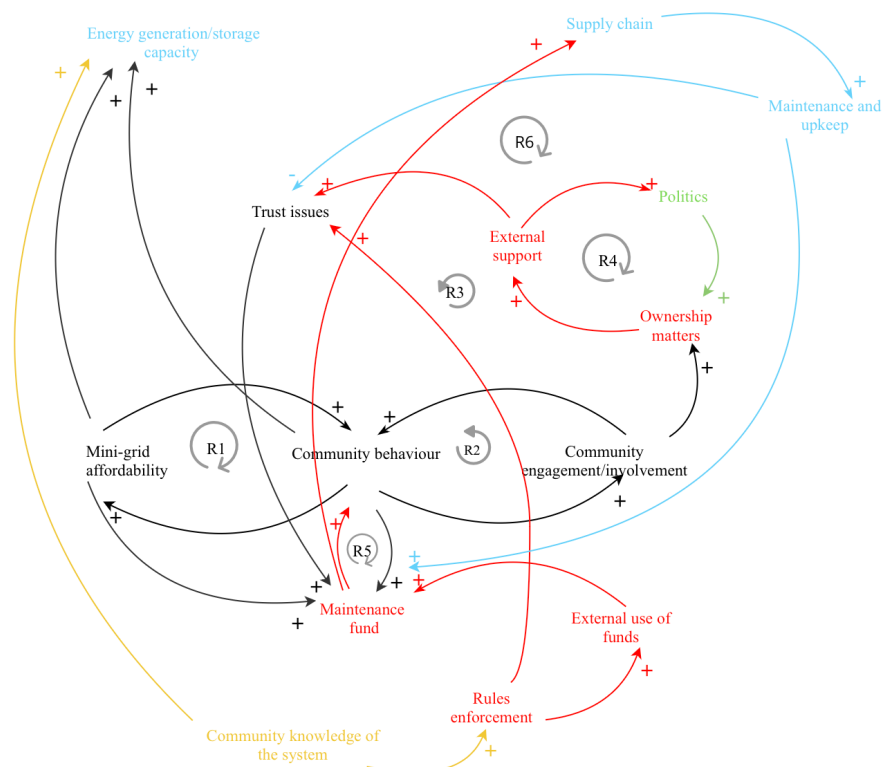 Supply chain
Energy generation/storage
capacity
+
+
+
+
+
Maintenance and
upkeep
R6
-
+
+
Politics
Trust issues
External
support
+
R4
R3
+
+
Ownership
matters
+
+
+
Mini-grid
affordability
R1
Community behaviour
R2
Community
engagement/involvement
+
+
+
R5
+
+
+
+
Maintenance
fund
+
External use of
funds
+
Rules
enforcement
Community knowledge of
the system
+